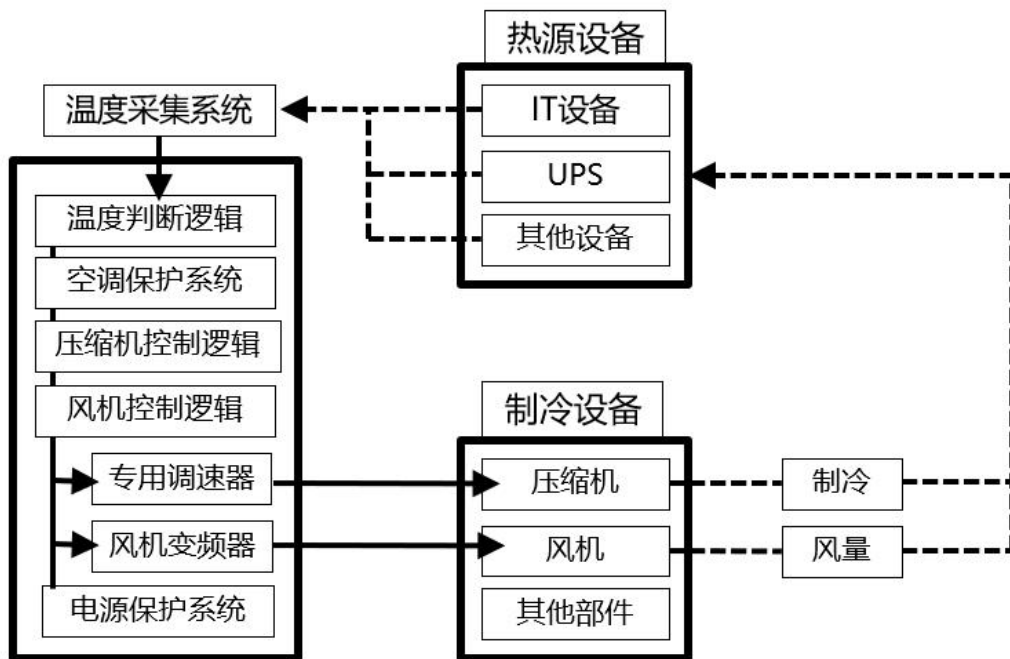 热源设备
IT设备
UPS
其他设备
温度采集系统
温度判断逻辑
空调保护系统
压缩机控制逻辑
风机控制逻辑
专用调速器
风机变频器
电源保护系统
制冷设备
压缩机
风机
其他部件
制冷
风量